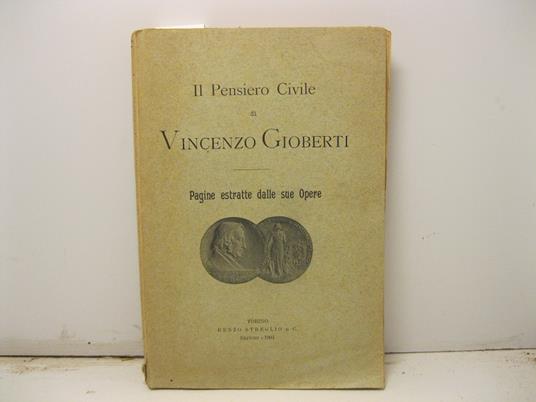 Il Pensiero Civile
di
VINCENZO GIOBERTI
Pagine estratte dalle sue Opere
TORINO
RENZO STREGLIO & C.